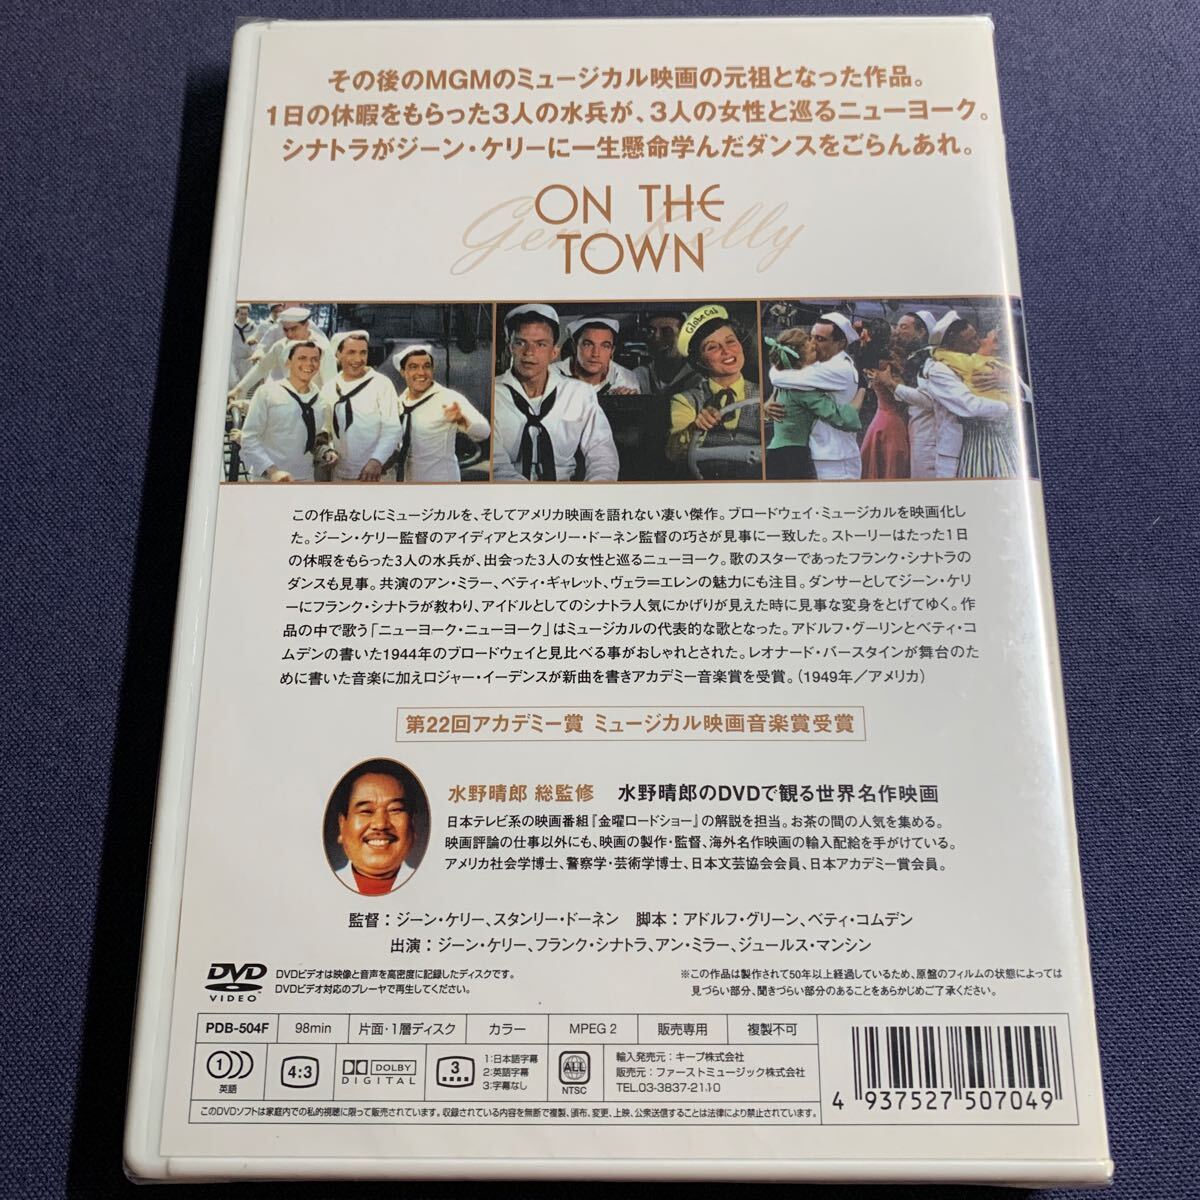 その後のMGMのミュージカル映画の元祖となった作品。
1日の休暇をもらった3人の水兵が、3人の女性と巡るニューヨーク。
シナトラがジーン・ケリーに一生懸命学んだダンスをごらんあれ。
Gene Kelly
ON THE
TOWN
Globe Cab
この作品なしにミュージカルを、そしてアメリカ映画を語れない凄い傑作。ブロードウェイ・ミュージカルを映画化し
た。ジーン・ケリー監督のアイディアとスタンリー・ドーネン監督の巧さが見事に一致した。ストーリーはたった1日
の休暇をもらった3人の水兵が、出会った3人の女性と巡るニューヨーク。歌のスターであったフランク・シナトラの
ダンスも見事。共演のアン・ミラー、ベティ・ギャレット、ヴェラ＝エレンの魅力にも注目。ダンサーとしてジーン・ケリ
ーにフランク・シナトラが教わり、アイドルとしてのシナトラ人気にかげりが見えた時に見事な変身をとげてゆく。作
品の中で歌う「ニューヨーク・ニューヨーク」はミュージカルの代表的な歌となった。アドルフ・グーリンとベティ・コ
ムデンの書いた1944年のブロードウェイと見比べる事がおしゃれとされた。レオナード・バースタインが舞台のた
めに書いた音楽に加えロジャー・イーデンスが新曲を書きアカデミー音楽賞を受賞。（1949年／アメリカ）
第22回アカデミー賞 ミュージカル映画音楽賞受賞
水野晴郎 総監修 水野晴郎のDVDで観る世界名作映画
日本テレビ系の映画番組『金曜ロードショー』の解説を担当。お茶の間の人気を集める。
映画評論の仕事以外にも、映画の製作・監督、海外名作映画の輸入配給を手がけている。
アメリカ社会学博士、警察学・芸術学博士、日本文芸協会会員、日本アカデミー賞会員。
監督：ジーン・ケリー、スタンリー・ドーネン 脚本：アドルフ・グリーン、ベティ・コムデン
出演：ジーン・ケリー、フランク・シナトラ、アン・ミラー、ジュールス・マンシン
DVD
VIDEO
DVDビデオは映像と音声を高密度に記録したディスクです。
DVDビデオ対応のプレーヤで再生してください。
※この作品は製作されて50年以上経過しているため、原盤のフィルムの状態によっては
見づらい部分、聞きづらい部分のあることをあらかじめご了承ください。
PDB-504F 98min 片面・1層ディスク カラー MPEG 2 販売専用 複製不可
1
英語
4:3
DOLBY
DIGITAL
3
1:日本語字幕
2:英語字幕
3:字幕なし
ALL
NTSC
輸入発売元：キープ株式会社
販売元：ファーストミュージック株式会社
TEL.03-3837-2110
このDVDソフトは家庭内での私的視聴に限って販売されています。収録されている内容を無断で複製、頒布、変更、上映、公衆送信することは法律により禁止されています。
4 937527 507049